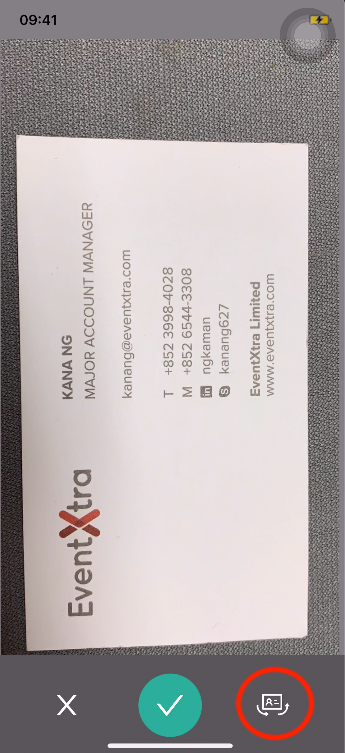 09:41
EventXtra
KANA NG
MAJOR ACCOUNT MANAGER
kanang@eventxtra.com
T +852 3998-4028
M +852 6544-3308
in ngkaman
S kanang627
EventXtra Limited
www.eventxtra.com